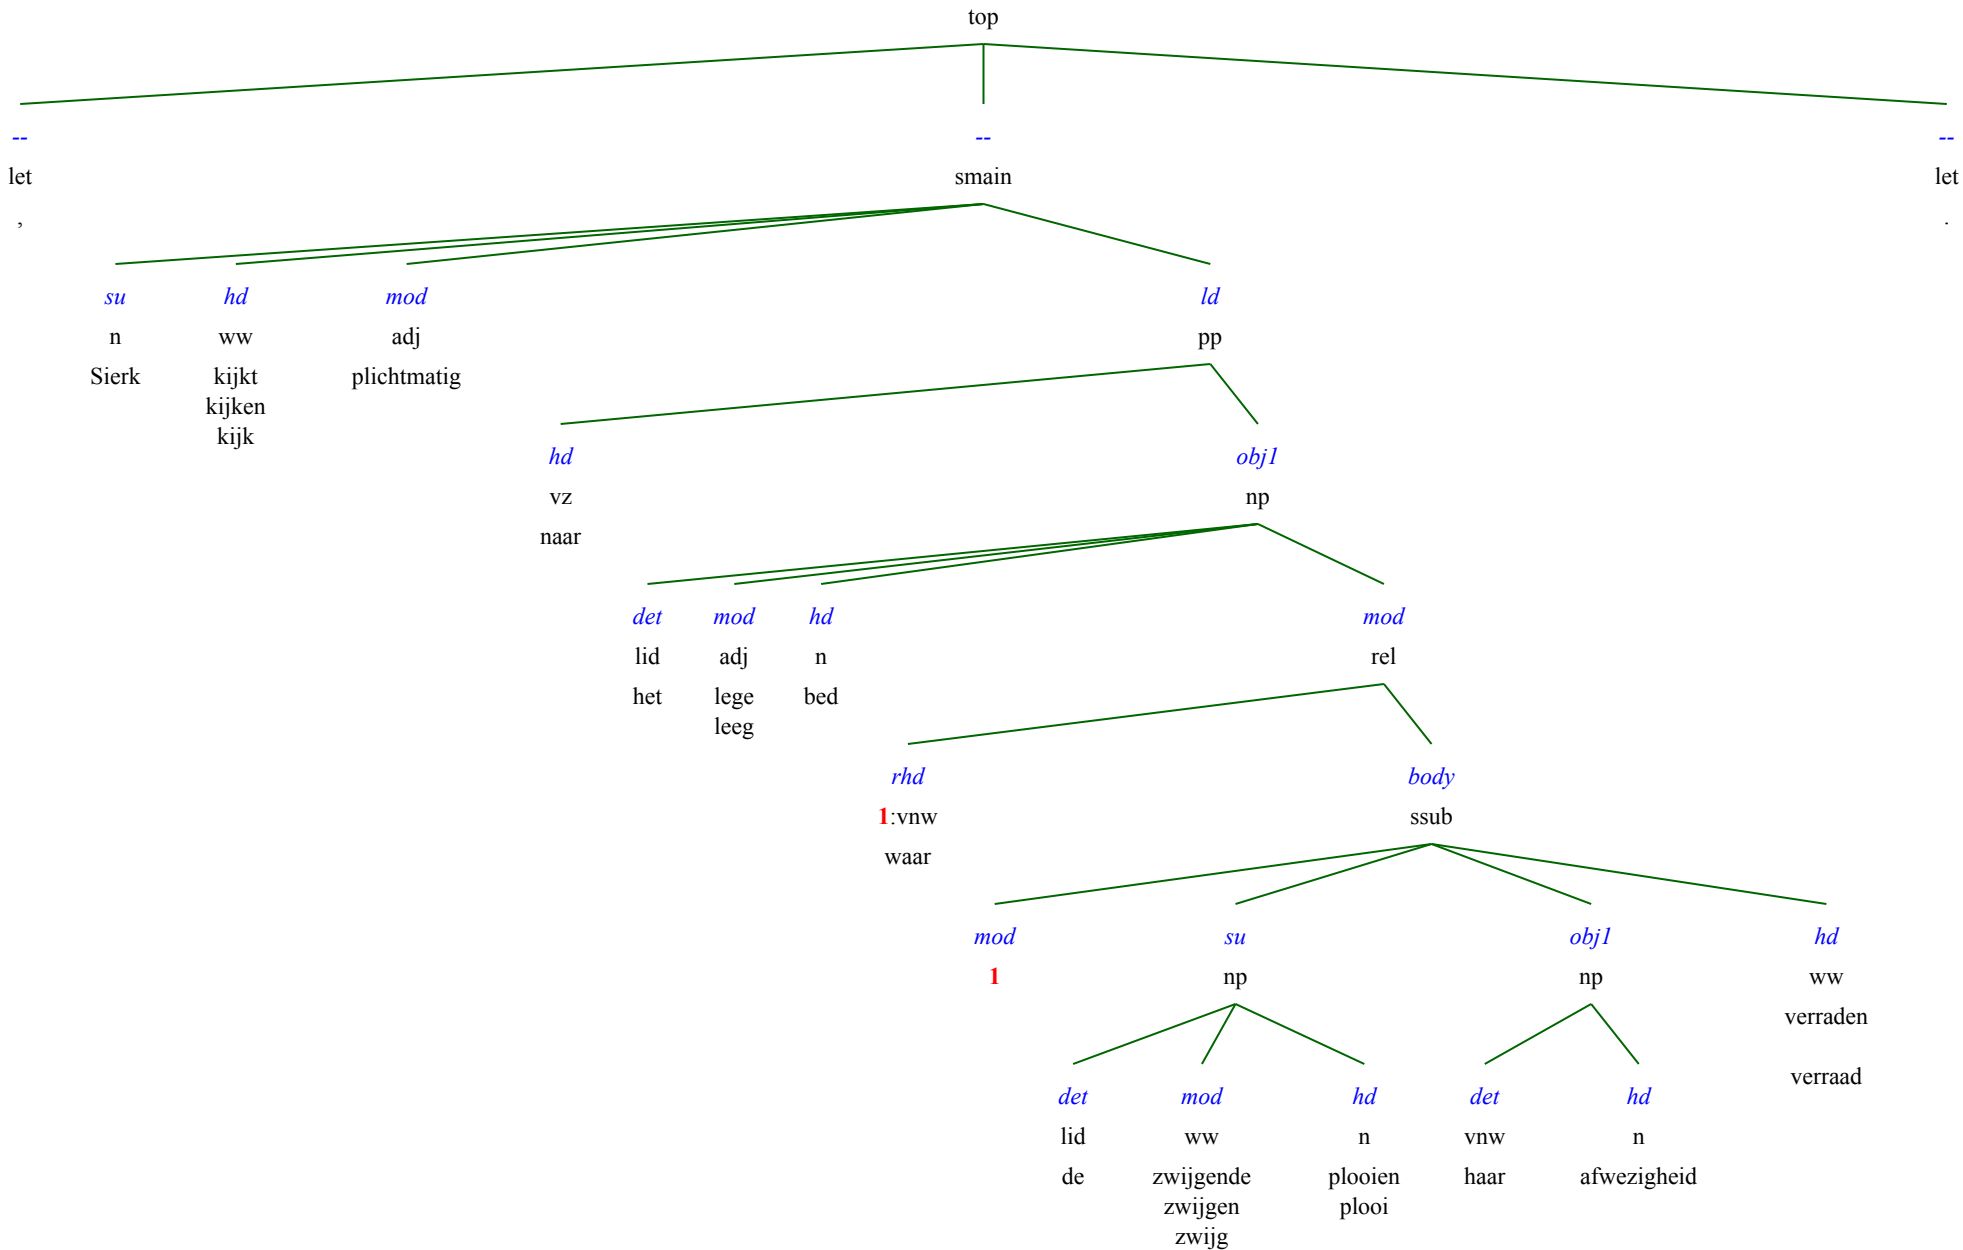 top
-- -- --
let smain let
, .
su hd mod ld
n ww adj pp
Sierk kijkt plichtmatig
kijken
kijk
hd obj1
vz np
naar
det mod hd mod
lid adj n rel
het lege bed
leeg
rhd body
1:vnw ssub
waar
mod su obj1 hd
1 np np ww
verraden
verraad
det mod hd det hd
lid ww n vnw n
de zwijgende plooien haar afwezigheid
zwijgen plooi
zwijg